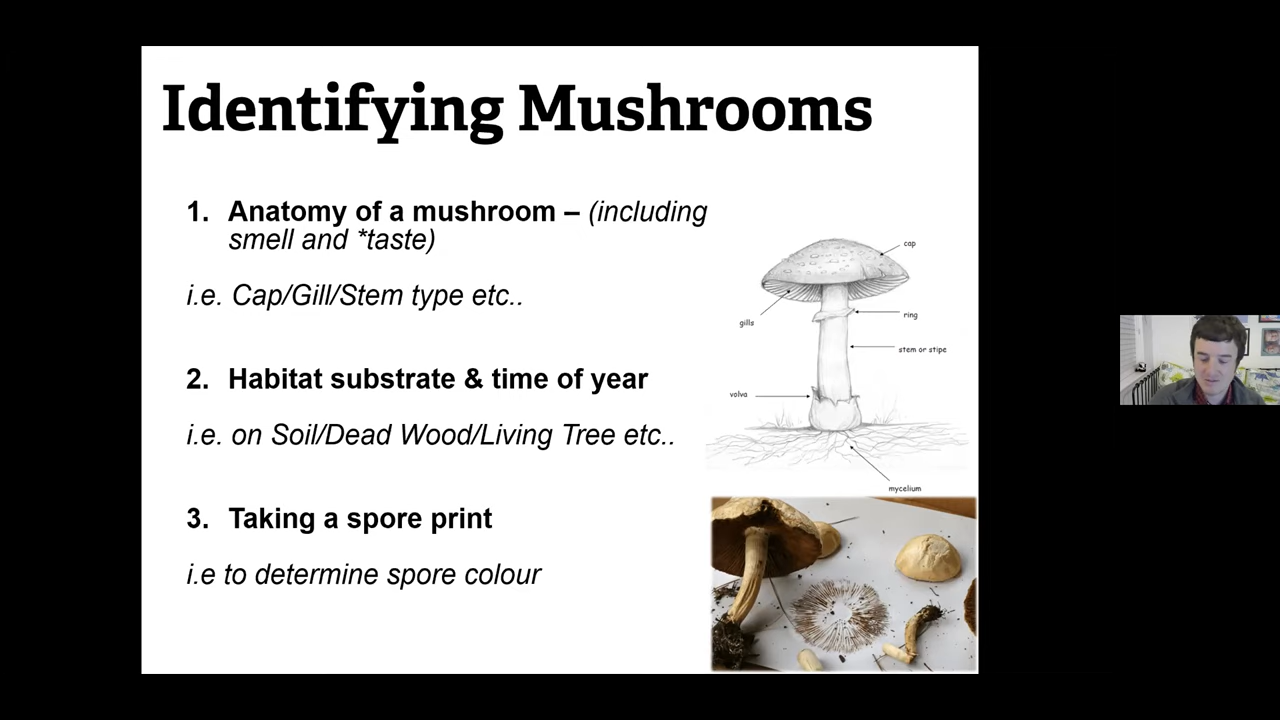 Identifying Mushrooms
1. Anatomy of a mushroom – (including
smell and *taste)
i.e. Cap/Gill/Stem type etc..
2. Habitat substrate & time of year
i.e. on Soil/Dead Wood/Living Tree etc..
3. Taking a spore print
i.e to determine spore colour
cap
gills
ring
stem or stipe
volva
mycelium